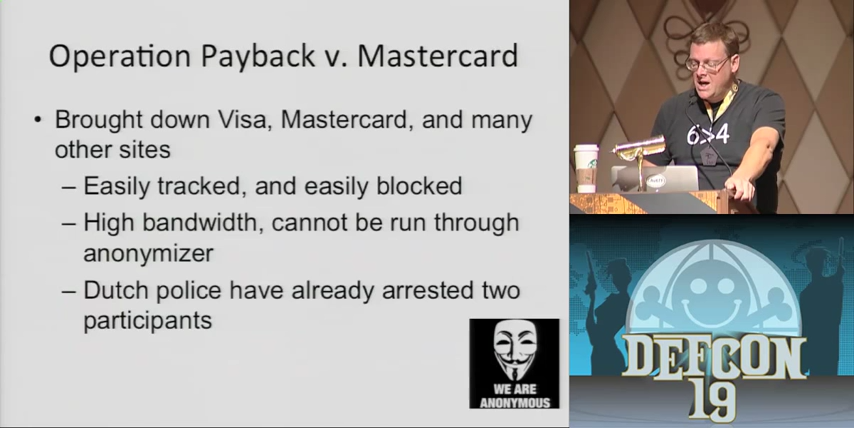 Operation Payback v. Mastercard
• Brought down Visa, Mastercard, and many
other sites
– Easily tracked, and easily blocked
– High bandwidth, cannot be run through
anonymizer
– Dutch police have already arrested two
participants
WE ARE
ANONYMOUS
6>4
DEFCON
19